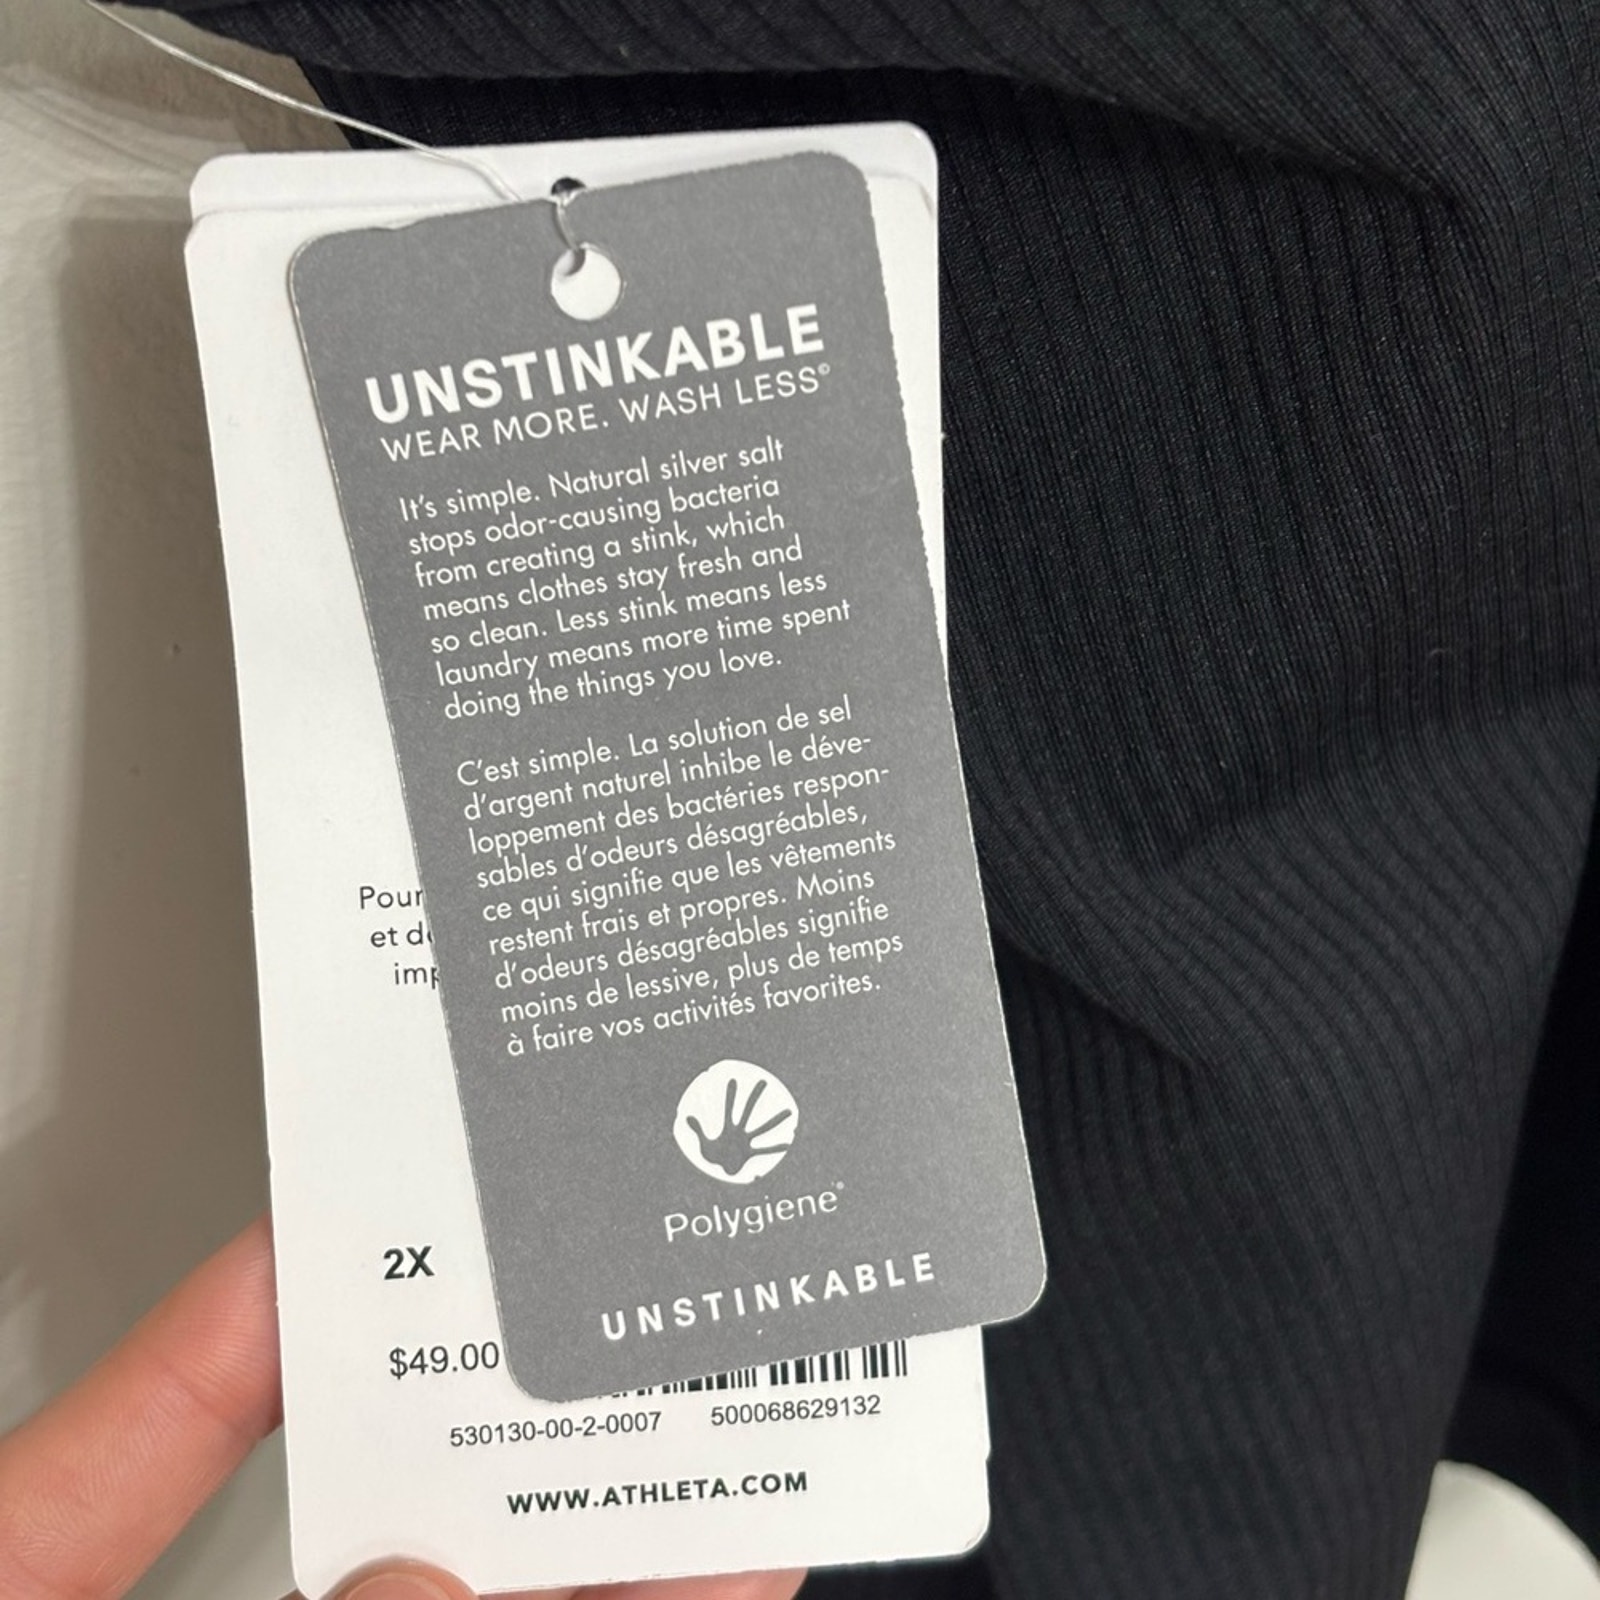 UNSTINKABLE
WEAR MORE. WASH LESS©
It's simple. Natural silver salt
stops odor-causing bacteria
from creating a stink, which
means clothes stay fresh and
so clean. Less stink means less
laundry means more time spent
doing the things you love.
C'est simple. La solution de sel
d'argent naturel inhibe le déve-
loppement des bactéries respon-
sables d'odeurs désagréables,
ce qui signifie que les vêtements
restent frais et propres. Moins
d'odeurs désagréables signifie
moins de lessive, plus de temps
à faire vos activités favorites.
Polygiene®
UNSTINKABLE
Pour
et
2X
$49.00
530130-00-2-0007 500068629132
WWW.ATHLETA.COM